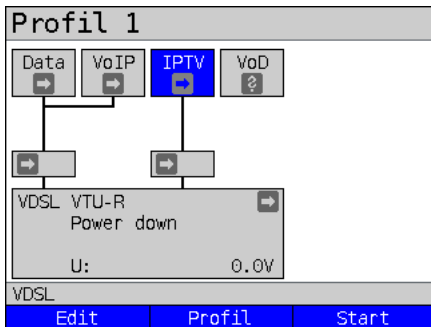 Profil 1
Data VoIP IPTV VoD
VDSL VTU-R
Power down
U: 0.0V
VDSL
Edit Profil Start